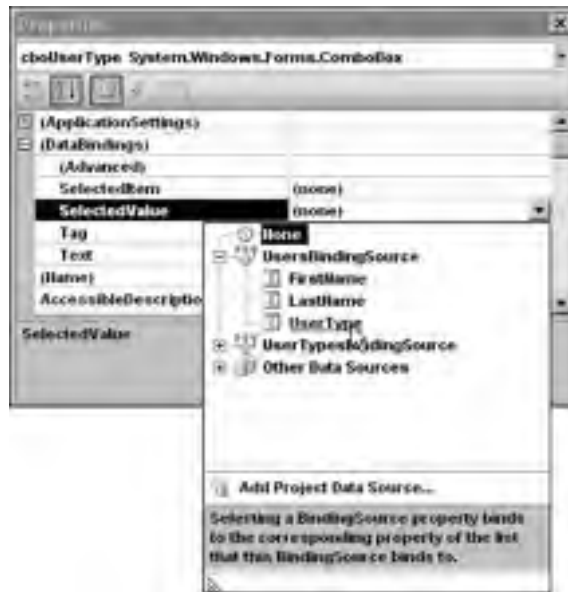 Properties
cboUserType System.Windows.Forms.ComboBox
(ApplicationSettings)
(DataBindings)
(Advanced)
SelectedItem (none)
SelectedValue (none)
Tag
Text
(Name)
AccessibleDescriptio
SelectedValue
None
UsersBindingSource
FirstName
LastName
UserType
UserTypesBindingSource
Other Data Sources
Add Project Data Source...
Selecting a BindingSource property binds
to the corresponding property of the list
that this BindingSource binds to.